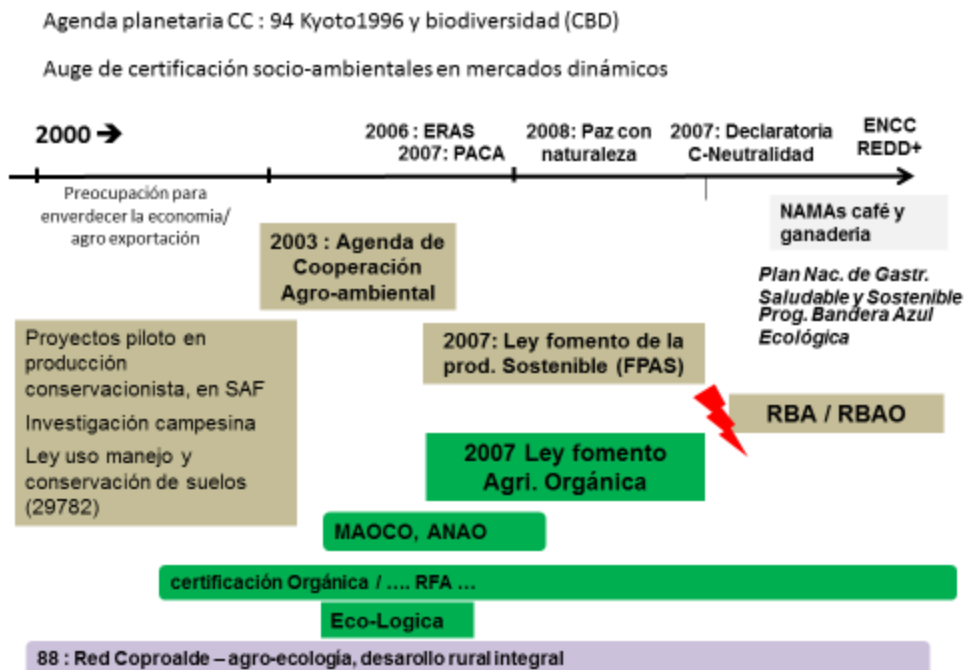 Agenda planetaria CC : 94 Kyoto1996 y biodiversidad (CBD)
Auge de certificación socio-ambientales en mercados dinámicos
2000 →
2006 : ERAS
2007: PACA
2008: Paz con
naturaleza
2007: Declaratoria
C-Neutralidad
ENCC
REDD+
Preocupación para
enverdecer la economia/
agro exportación
NAMAs café y
ganaderia
2003 : Agenda de
Cooperación
Agro-ambiental
Plan Nac. de Gastr.
Saludable y Sostenible
Prog. Bandera Azul
Ecológica
Proyectos piloto en
producción
conservacionista, en SAF
Investigación campesina
Ley uso manejo y
conservación de suelos
(29782)
2007: Ley fomento de la
prod. Sostenible (FPAS)
RBA / RBAO
2007 Ley fomento
Agri. Orgánica
MAOCO, ANAO
certificación Orgánica / .... RFA ...
Eco-Logica
88 : Red Coproalde – agro-ecología, desarollo rural integral